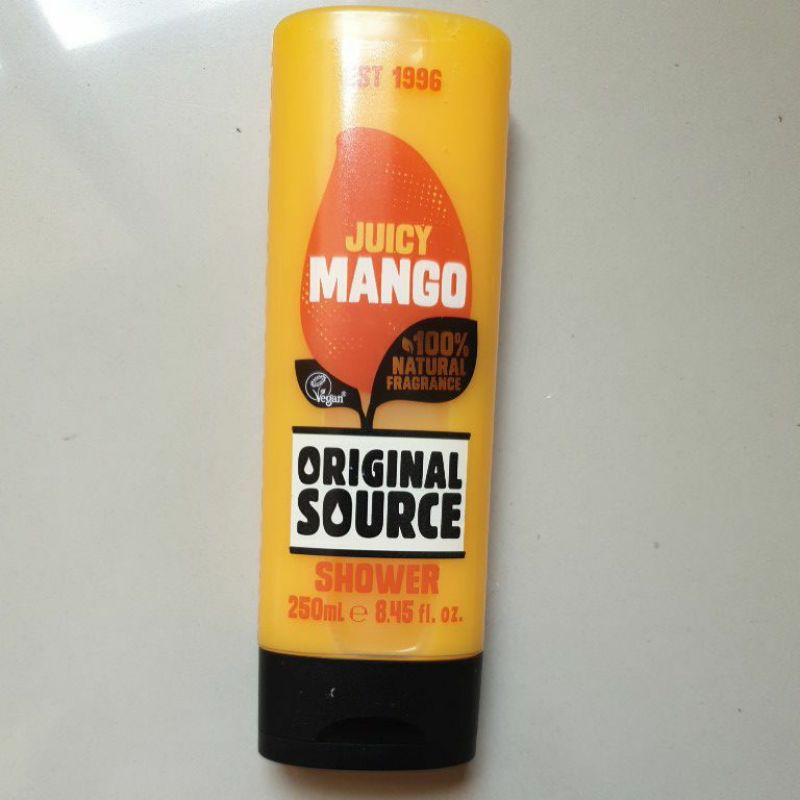 EST 1996
JUICY
MANGO
100%
NATURAL
FRAGRANCE
Vegan
ORIGINAL
SOURCE
SHOWER
250mL e 8.45 fl. oz.